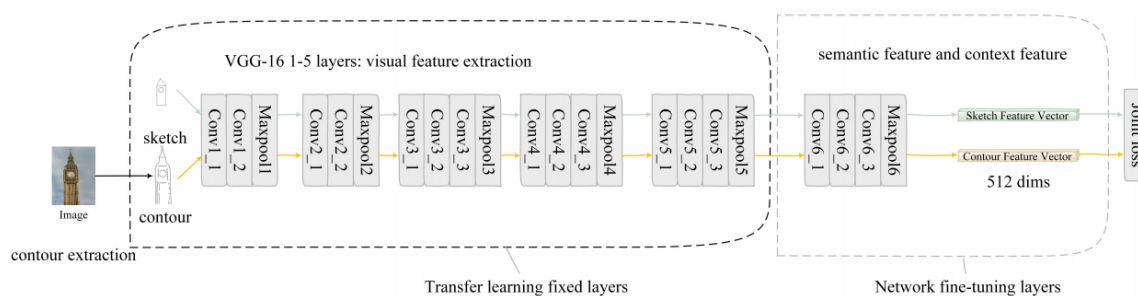 VGG-16 1-5 layers: visual feature extraction
semantic feature and context feature
sketch
Image
contour
contour extraction
Conv1_1
Conv1_2
Maxpool1
Conv2_1
Conv2_2
Maxpool2
Conv3_1
Conv3_2
Conv3_3
Maxpool3
Conv4_1
Conv4_2
Conv4_3
Maxpool4
Conv5_1
Conv5_2
Conv5_3
Maxpool5
Conv6_1
Conv6_2
Conv6_3
Maxpool6
Sketch Feature Vector
Contour Feature Vector
512 dims
Joint loss
Transfer learning fixed layers
Network fine-tuning layers